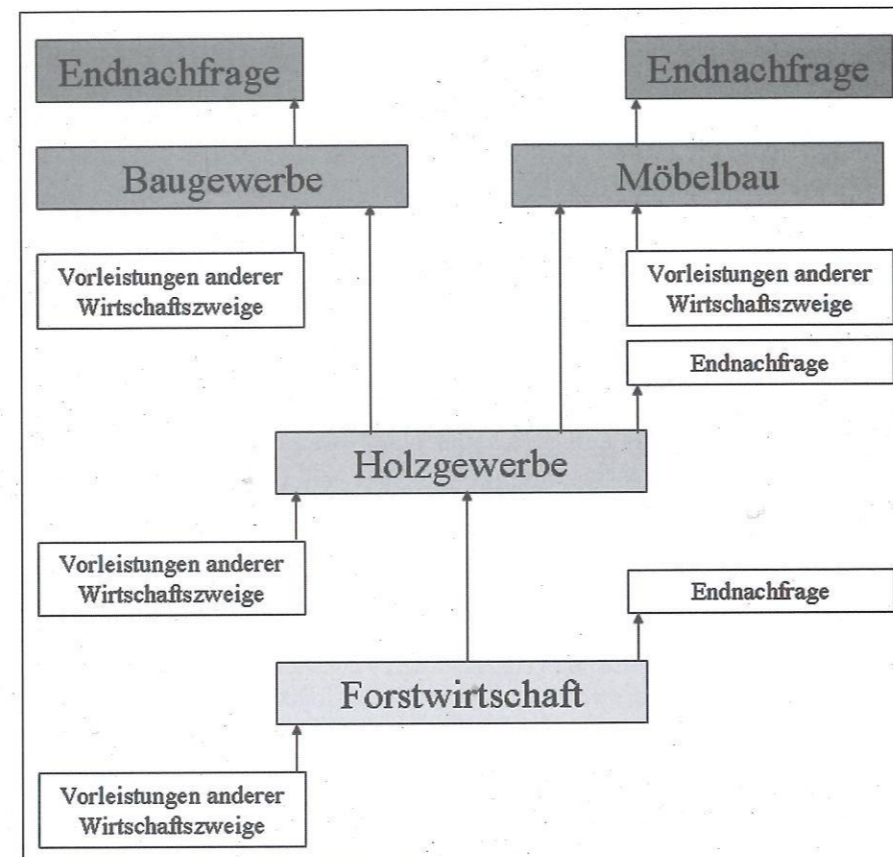 Endnachfrage
Endnachfrage
Baugewerbe
Möbelbau
Vorleistungen anderer
Wirtschaftszweige
Vorleistungen anderer
Wirtschaftszweige
Endnachfrage
Holzgewerbe
Vorleistungen anderer
Wirtschaftszweige
Endnachfrage
Forstwirtschaft
Vorleistungen anderer
Wirtschaftszweige